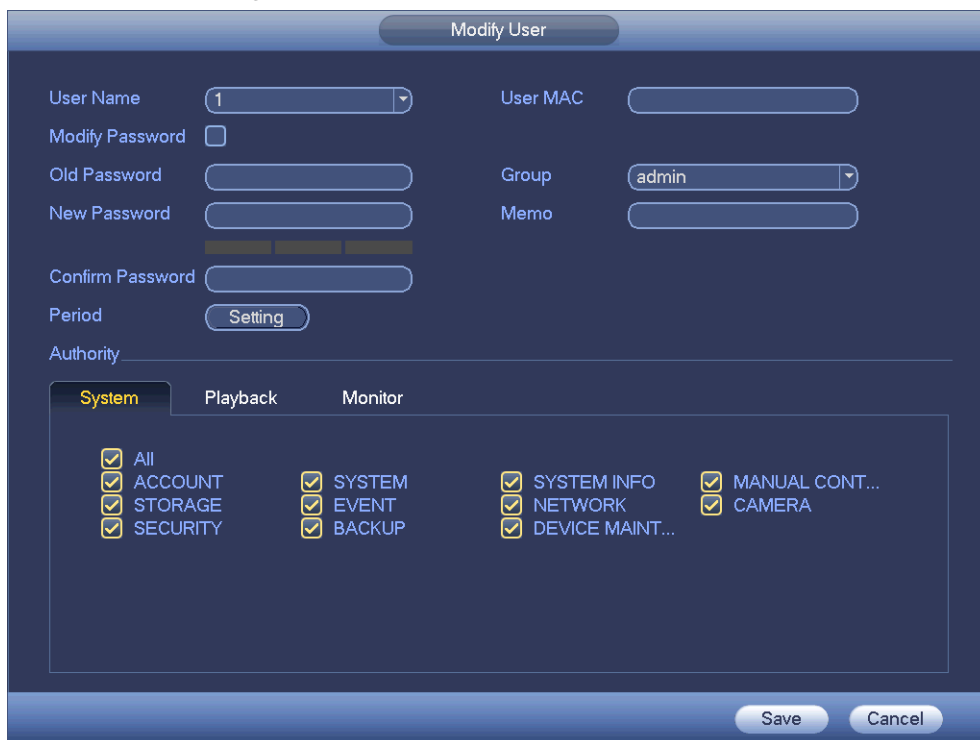 Modify User
User Name 1 User MAC
Modify Password
Old Password Group admin
New Password Memo
Confirm Password
Period Setting
Authority
System Playback Monitor
All
ACCOUNT SYSTEM SYSTEM INFO MANUAL CONT...
STORAGE EVENT NETWORK CAMERA
SECURITY BACKUP DEVICE MAINT...
Save Cancel